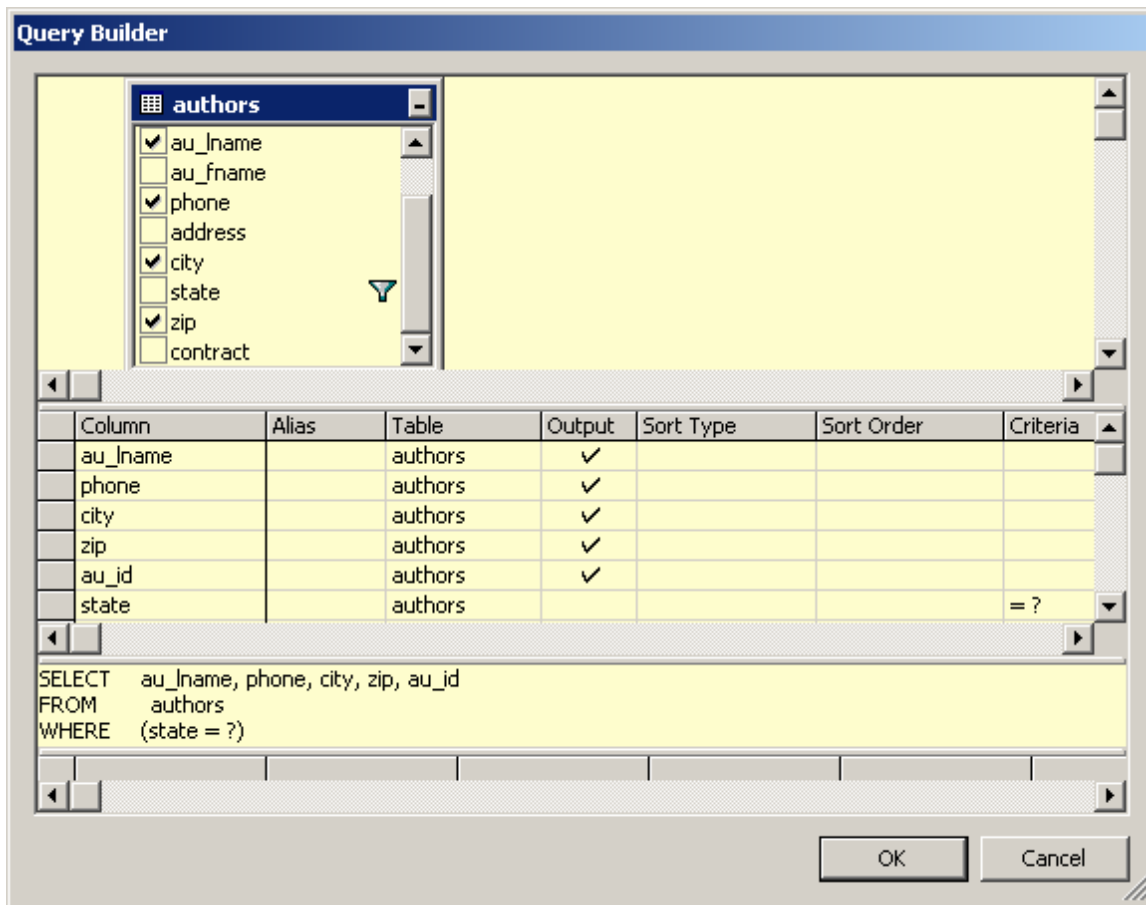 Query Builder
authors
au_lname
au_fname
phone
address
city
state
zip
contract
Column Alias Table Output Sort Type Sort Order Criteria
au_lname authors
phone authors
city authors
zip authors
au_id authors
state authors = ?
SELECT au_lname, phone, city, zip, au_id
FROM authors
WHERE (state = ?)
OK Cancel